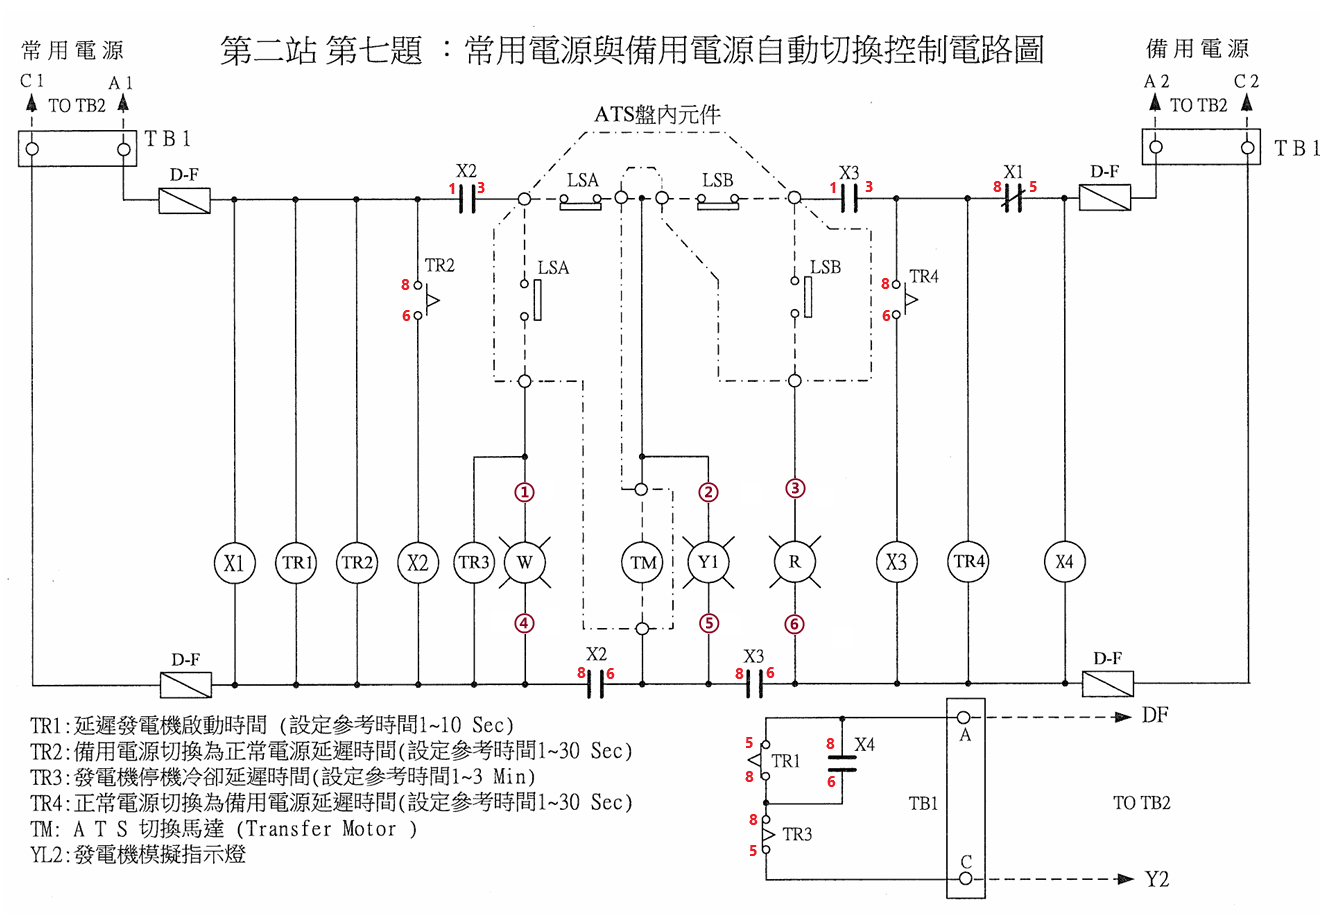 第二站 第七題 ：常用電源與備用電源自動切換控制電路圖
常用電源
備用電源
C1
A1
A2
C2
TO TB2
TO TB2
ATS盤內元件
TB1
TB1
D-F
X2
1 3
LSA
LSB
X3
1 3
X1
8 5
D-F
TR2
8
6
LSA
LSB
TR4
8
6
①
②
③
X1
TR1
TR2
X2
TR3
W
TM
Y1
R
X3
TR4
X4
④
⑤
⑥
D-F
X2
8 6
X3
8 6
D-F
TR1:延遲發電機啟動時間 (設定參考時間1~10 Sec)
TR2:備用電源切換為正常電源延遲時間(設定參考時間1~30 Sec)
TR3:發電機停機冷卻延遲時間(設定參考時間1~3 Min)
TR4:正常電源切換為備用電源延遲時間(設定參考時間1~30 Sec)
TM: A T S 切換馬達 (Transfer Motor )
YL2:發電機模擬指示燈
5
TR1
8
8
X4
6
8
TR3
5
A
DF
TB1
TO TB2
C
Y2